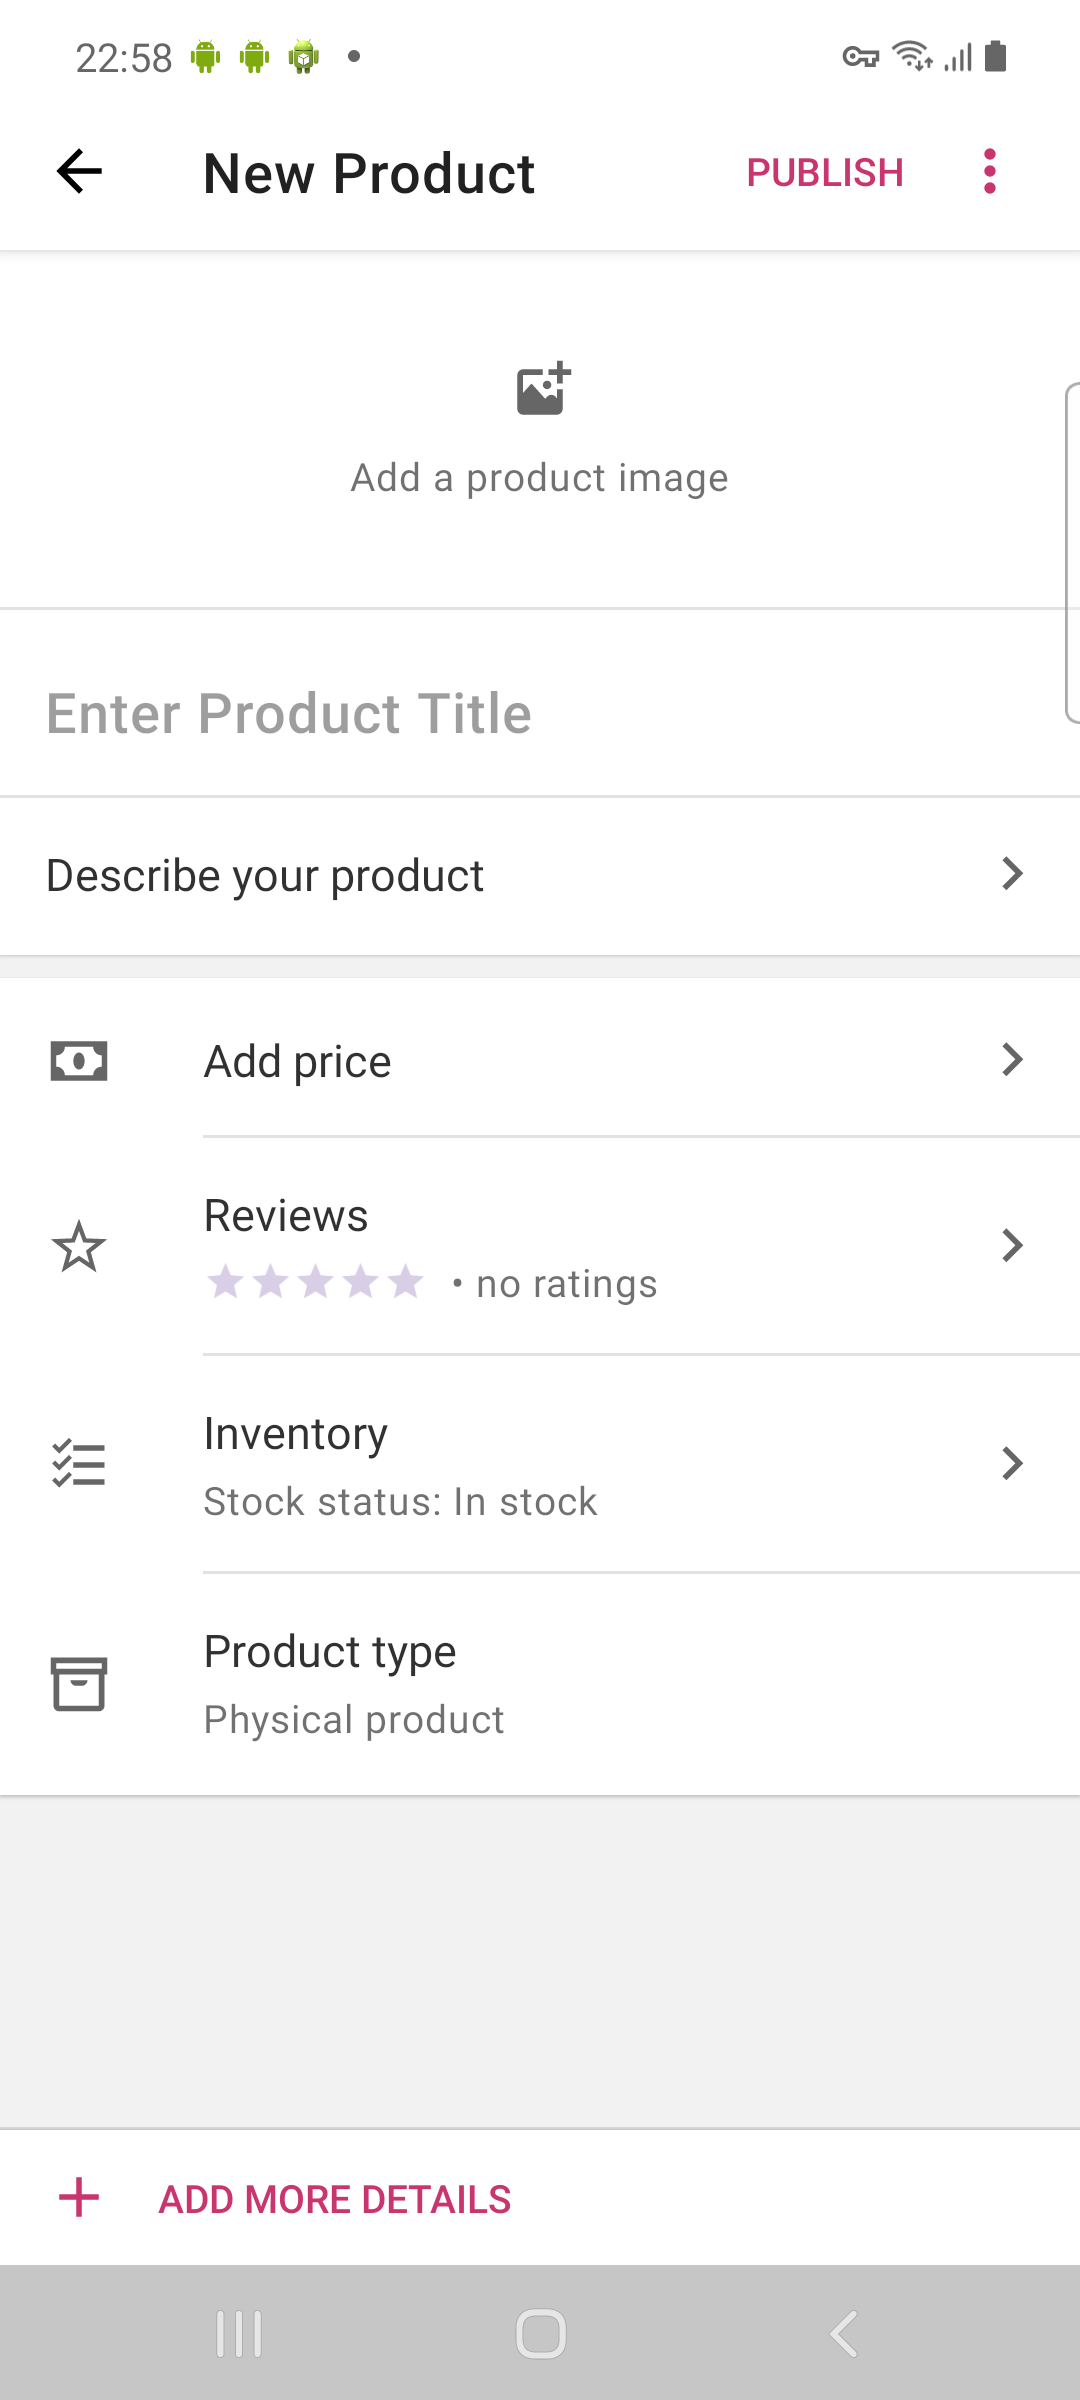 22:58
New Product
PUBLISH
Add a product image
Enter Product Title
Describe your product
Add price
Reviews
• no ratings
Inventory
Stock status: In stock
Product type
Physical product
ADD MORE DETAILS